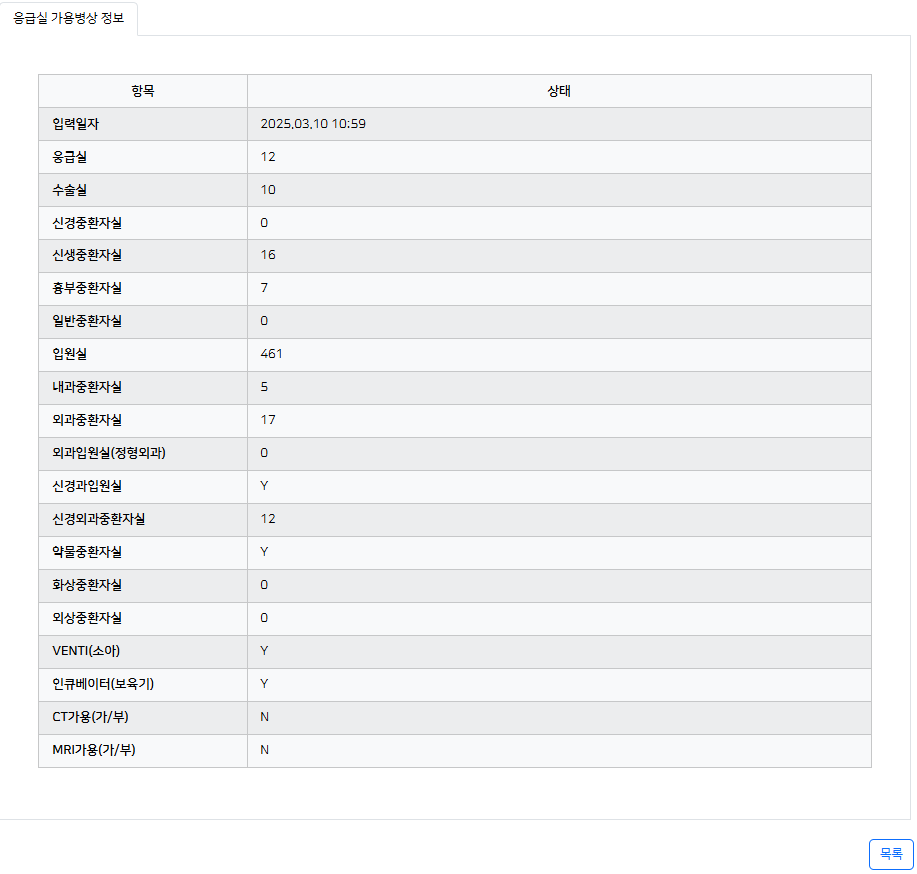 응급실 가용병상 정보
항목 상태
입력일자 2025.03.10 10:59
응급실 12
수술실 10
신경중환자실 0
신생중환자실 16
흉부중환자실 7
일반중환자실 0
입원실 461
내과중환자실 5
외과중환자실 17
외과입원실(정형외과) 0
신경과입원실 Y
신경외과중환자실 12
약물중환자실 Y
화상중환자실 0
외상중환자실 0
VENTI(소아) Y
인큐베이터(보육기) Y
CT가용(가/부) N
MRI가용(가/부) N
목록